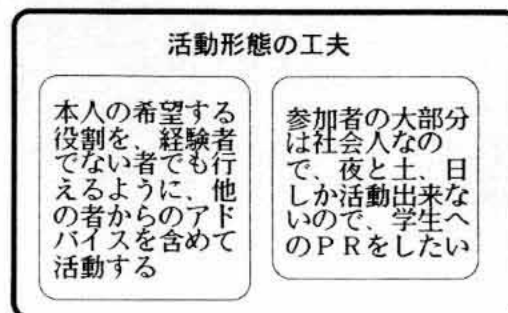 活動形態の工夫
本人の希望する
役割を、経験者
でない者でも行
えるように、他
の者からのアド
バイスを含めて
活動する
参加者の大部分
は社会人なの
で、夜と土、日
しか活動出来な
いので、学生へ
のＰＲをしたい